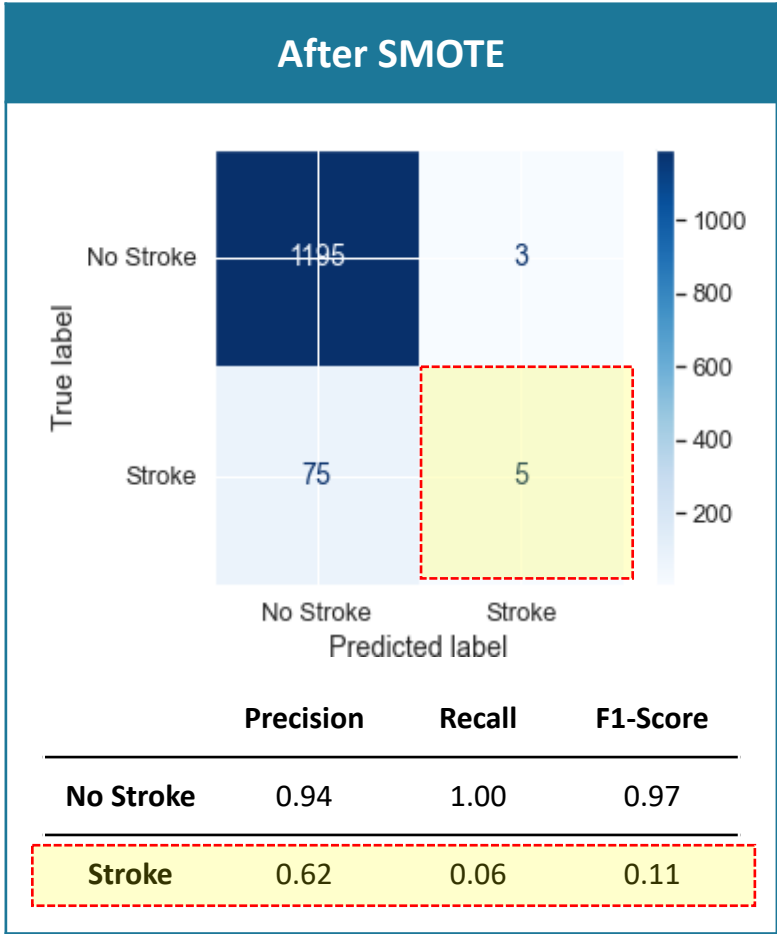 After SMOTE
True label
No Stroke
1195
3
Stroke
75
5
No Stroke
Stroke
Predicted label
1000
800
600
400
200
Precision Recall F1-Score
No Stroke 0.94 1.00 0.97
Stroke 0.62 0.06 0.11